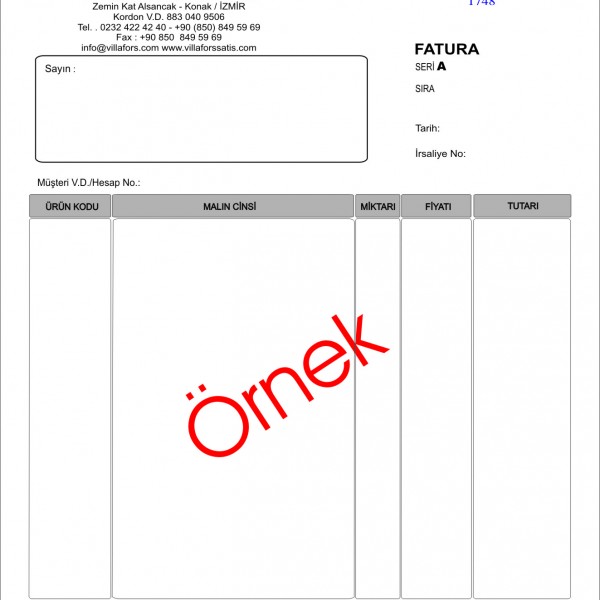 Zemin Kat Alsancak - Konak / İZMİR
Kordon V.D. 883 040 9506
Tel. . 0232 422 42 40 - +90 (850) 849 59 69
Fax : +90 850 849 59 69
info@villafors.com www.villaforssatis.com
1748
FATURA
SERİ A
SIRA
Tarih:
İrsaliye No:
Sayın :
Müşteri V.D./Hesap No.:
ÜRÜN KODU MALIN CİNSİ MİKTARI FİYATI TUTARI
Örnek